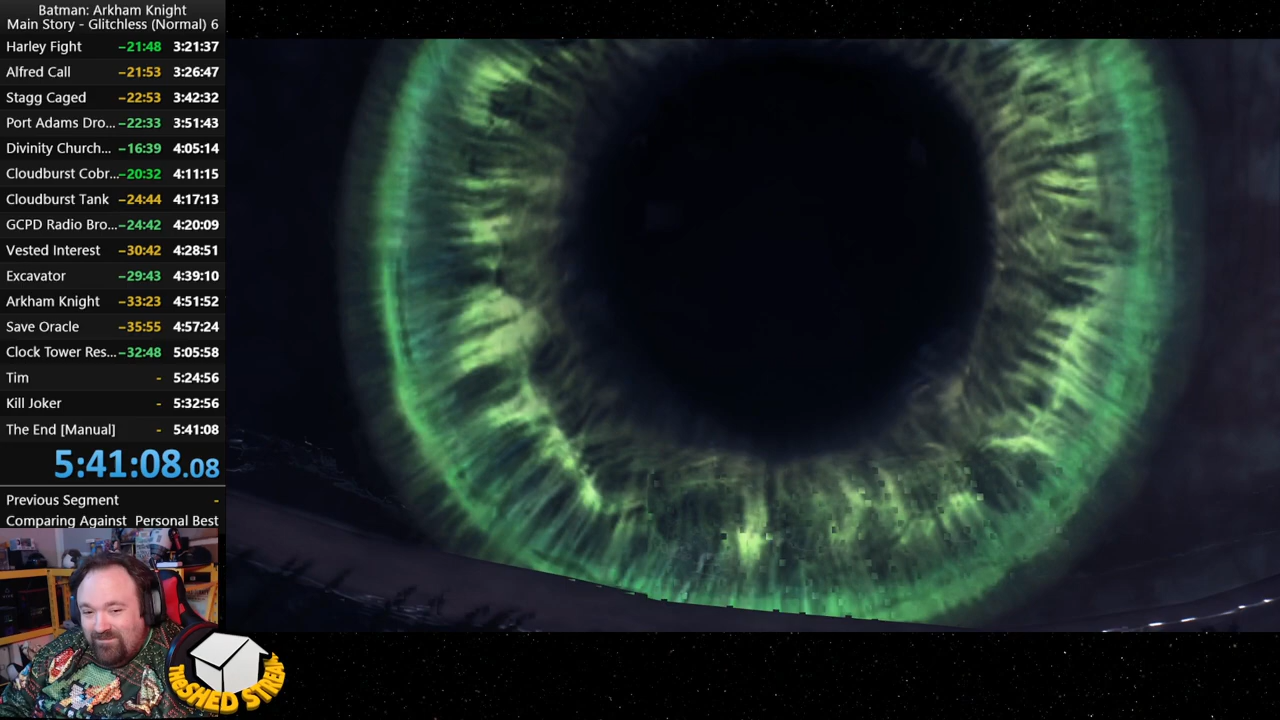 Batman: Arkham Knight
Main Story - Glitchless (Normal) 6
Harley Fight -21:48 3:21:37
Alfred Call -21:53 3:26:47
Stagg Caged -22:53 3:42:32
Port Adams Dro... -22:33 3:51:43
Divinity Church... -16:39 4:05:14
Cloudburst Cobr... -20:32 4:11:15
Cloudburst Tank -24:44 4:17:13
GCPD Radio Bro... -24:42 4:20:09
Vested Interest -30:42 4:28:51
Excavator -29:43 4:39:10
Arkham Knight -33:23 4:51:52
Save Oracle -35:55 4:57:24
Clock Tower Res... -32:48 5:05:58
Tim - 5:24:56
Kill Joker - 5:32:56
The End [Manual] - 5:41:08
5:41:08.08
Previous Segment -
Comparing Against Personal Best
THESHED STREAK